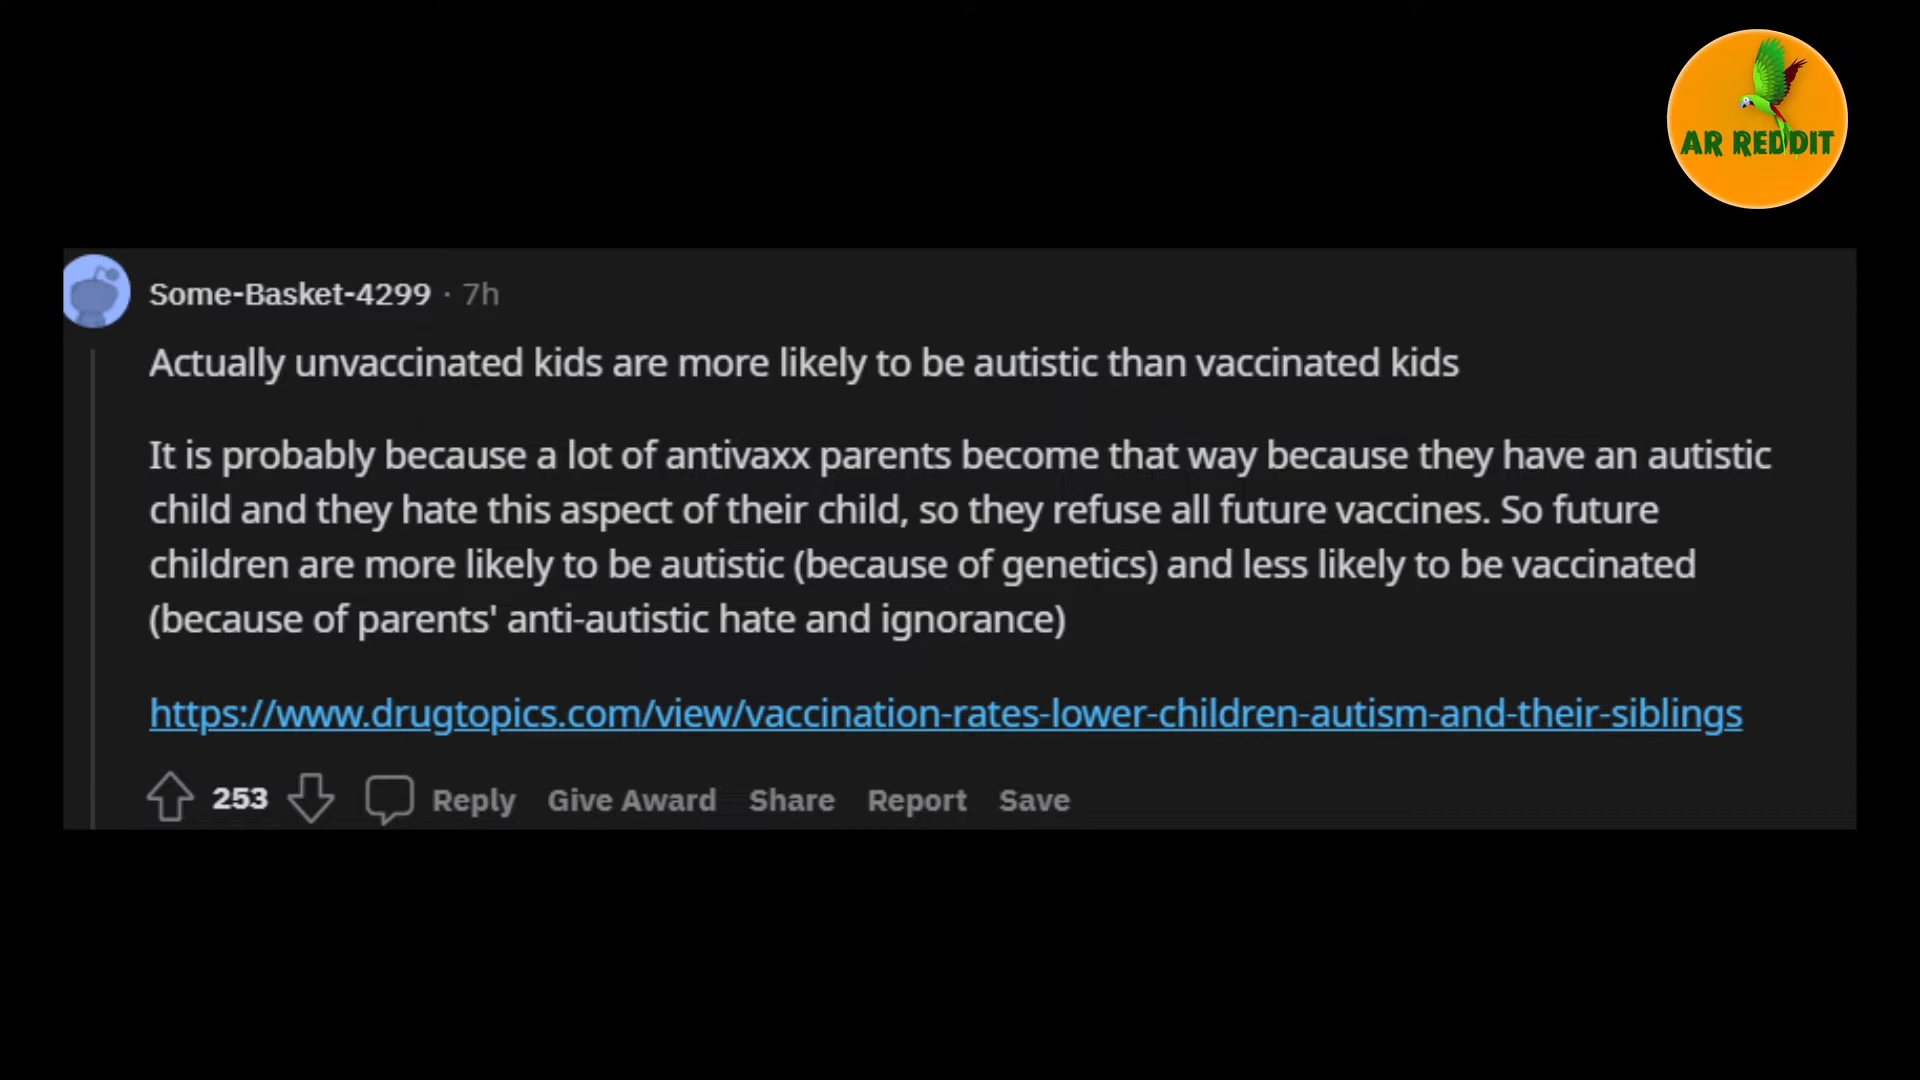 AR REDDIT
Some-Basket-4299 · 7h
Actually unvaccinated kids are more likely to be autistic than vaccinated kids
It is probably because a lot of antivaxx parents become that way because they have an autistic
child and they hate this aspect of their child, so they refuse all future vaccines. So future
children are more likely to be autistic (because of genetics) and less likely to be vaccinated
(because of parents' anti-autistic hate and ignorance)
https://www.drugtopics.com/view/vaccination-rates-lower-children-autism-and-their-siblings
253 Reply Give Award Share Report Save